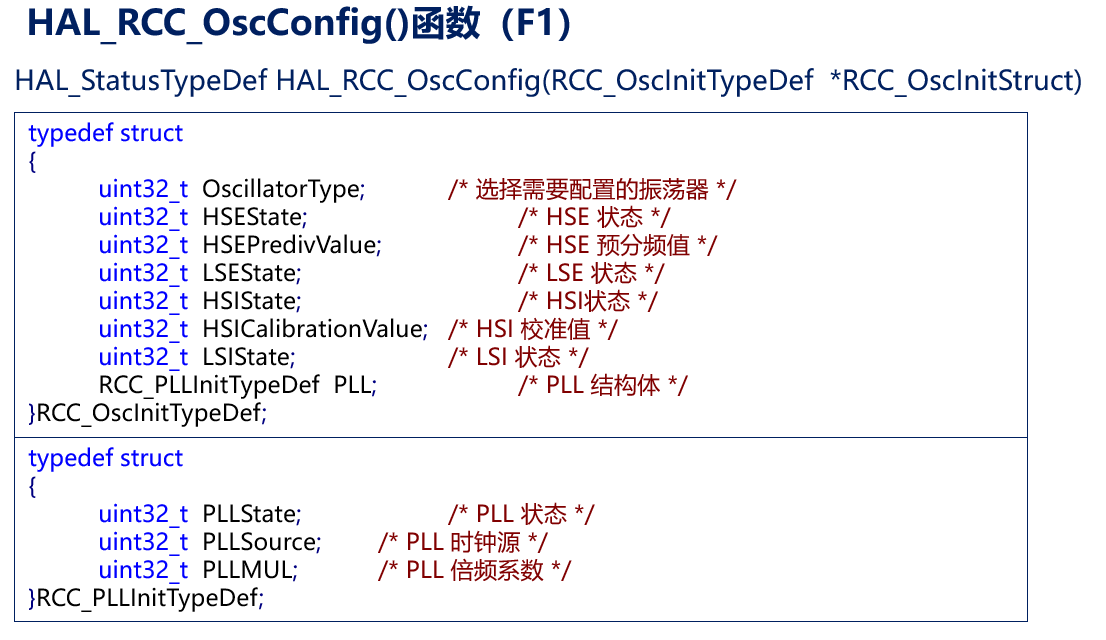 HAL_RCC_OscConfig()函数（F1）
HAL_StatusTypeDef HAL_RCC_OscConfig(RCC_OscInitTypeDef *RCC_OscInitStruct)
typedef struct
{
uint32_t OscillatorType; /* 选择需要配置的振荡器 */
uint32_t HSEState; /* HSE 状态 */
uint32_t HSEPredivValue; /* HSE 预分频值 */
uint32_t LSEState; /* LSE 状态 */
uint32_t HSIState; /* HSI状态 */
uint32_t HSICalibrationValue; /* HSI 校准值 */
uint32_t LSIState; /* LSI 状态 */
RCC_PLLInitTypeDef PLL; /* PLL 结构体 */
}RCC_OscInitTypeDef;
typedef struct
{
uint32_t PLLState; /* PLL 状态 */
uint32_t PLLSource; /* PLL 时钟源 */
uint32_t PLLMUL; /* PLL 倍频系数 */
}RCC_PLLInitTypeDef;